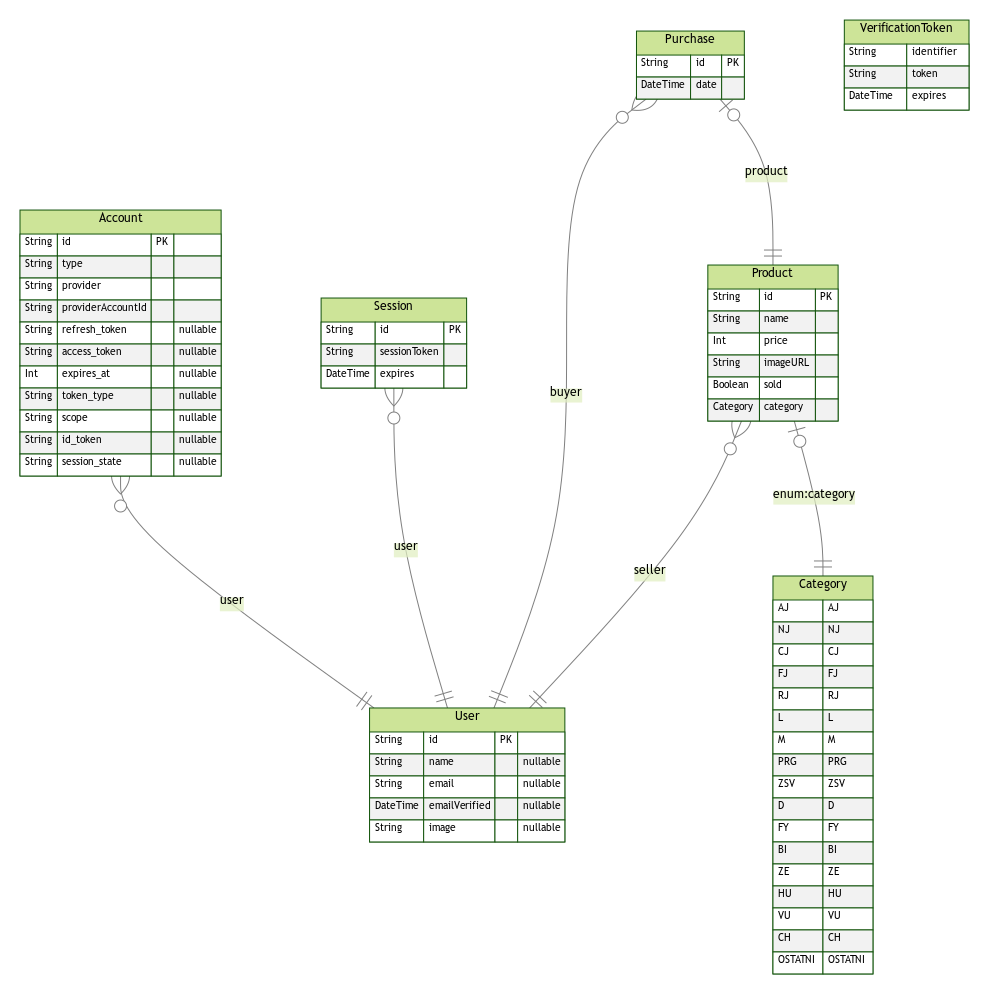 Purchase
String id PK
DateTime date
VerificationToken
String identifier
String token
DateTime expires
product
Account
String id PK
String type
String provider
String providerAccountId
String refresh_token nullable
String access_token nullable
Int expires_at nullable
String token_type nullable
String scope nullable
String id_token nullable
String session_state nullable
Session
String id PK
String sessionToken
DateTime expires
Product
String id PK
String name
Int price
String imageURL
Boolean sold
Category category
buyer
enum:category
user
seller
user
User
String id PK
String name nullable
String email nullable
DateTime emailVerified nullable
String image nullable
Category
AJ AJ
NJ NJ
CJ CJ
FJ FJ
RJ RJ
L L
M M
PRG PRG
ZSV ZSV
D D
FY FY
BI BI
ZE ZE
HU HU
VU VU
CH CH
OSTATNI OSTATNI